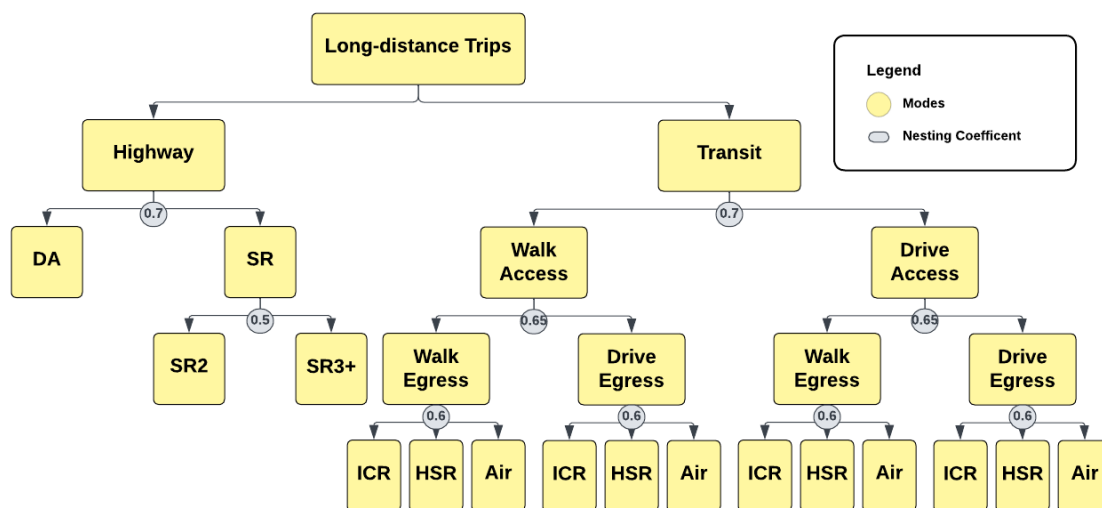 Long-distance Trips
Legend
Modes
Nesting Coefficent
Highway
Transit
0.7
0.7
DA
SR
Walk
Access
Drive
Access
0.5
0.65
0.65
SR2
SR3+
Walk
Egress
Drive
Egress
Walk
Egress
Drive
Egress
0.6
0.6
0.6
0.6
ICR
HSR
Air
ICR
HSR
Air
ICR
HSR
Air
ICR
HSR
Air